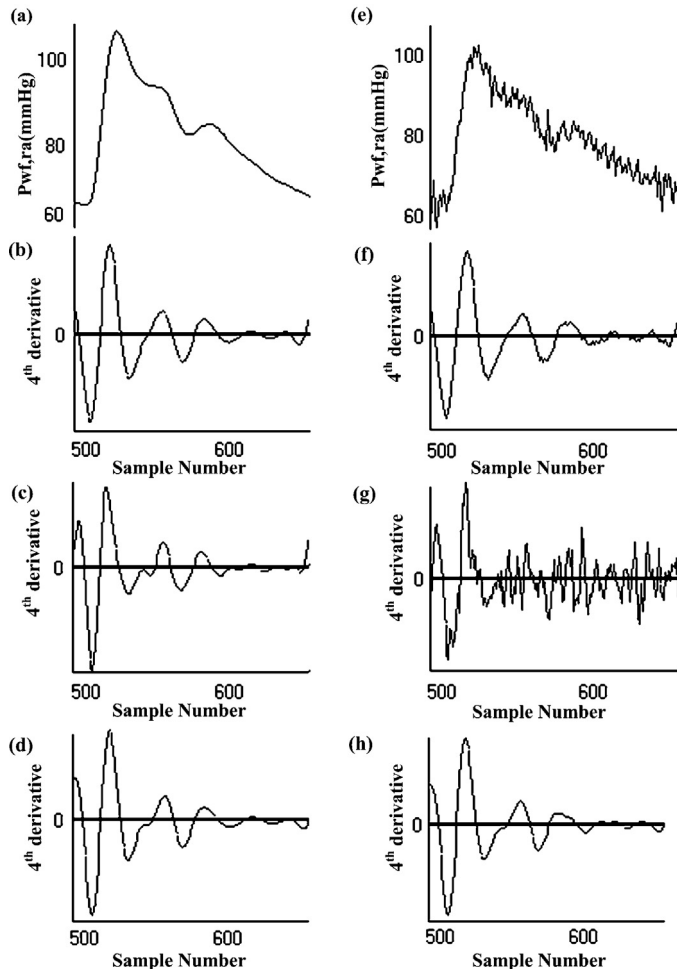 (a)
Pwf,ra(mmHg)
100
80
60
(b)
4th derivative
0
500
600
Sample Number
(c)
4th derivative
0
500
600
Sample Number
(d)
4th derivative
0
500
600
Sample Number
(e)
Pwf,ra(mmHg)
100
80
60
(f)
4th derivative
0
500
600
Sample Number
(g)
4th derivative
0
500
600
Sample Number
(h)
4th derivative
0
500
600
Sample Number